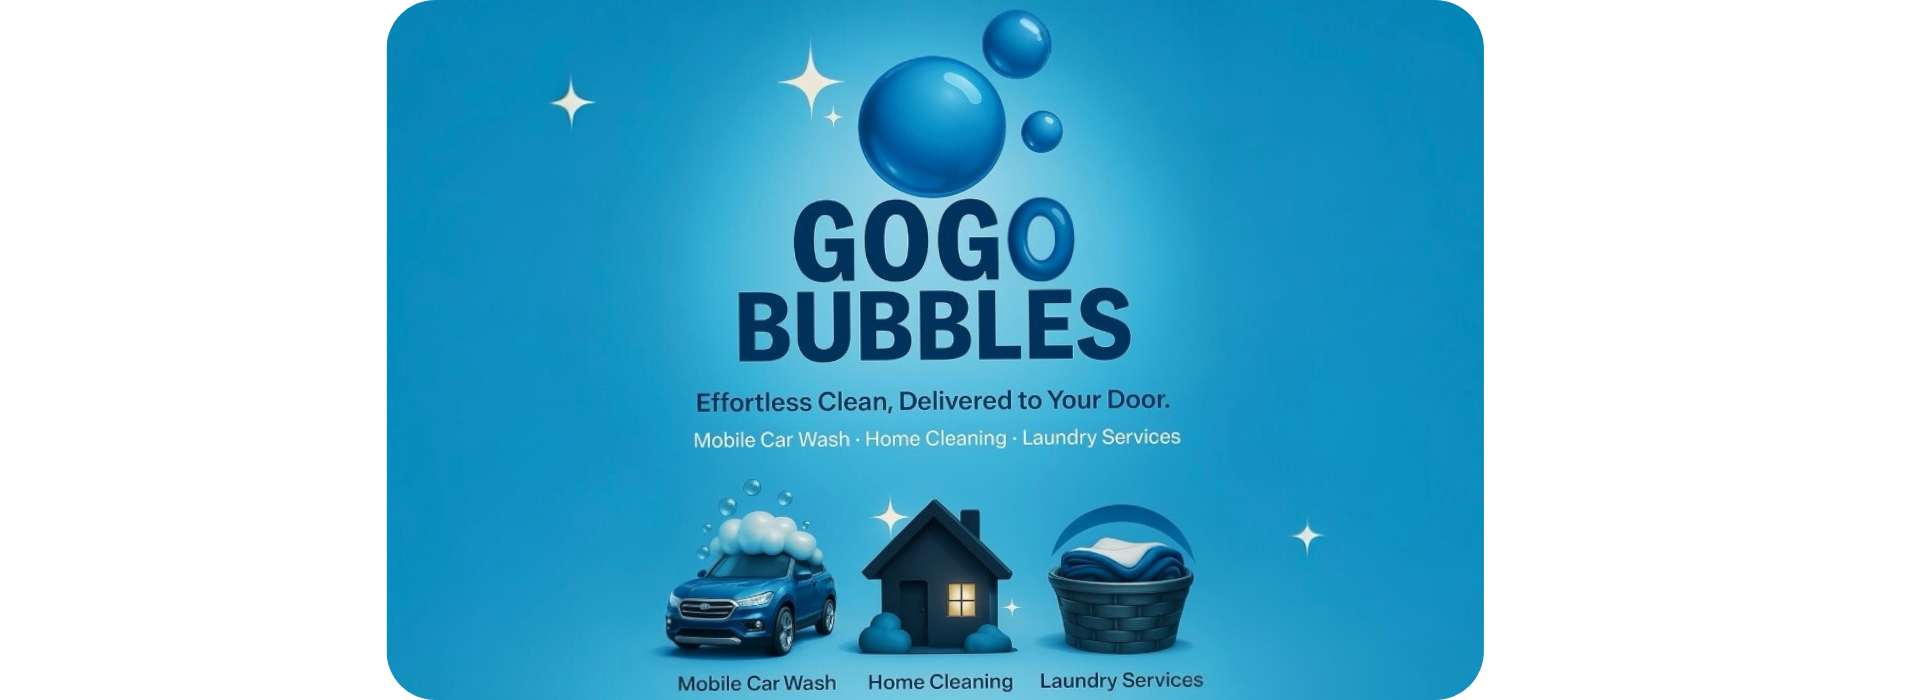 GOGO
BUBBLES
Effortless Clean, Delivered to Your Door.
Mobile Car Wash · Home Cleaning · Laundry Services
Mobile Car Wash
Home Cleaning
Laundry Services